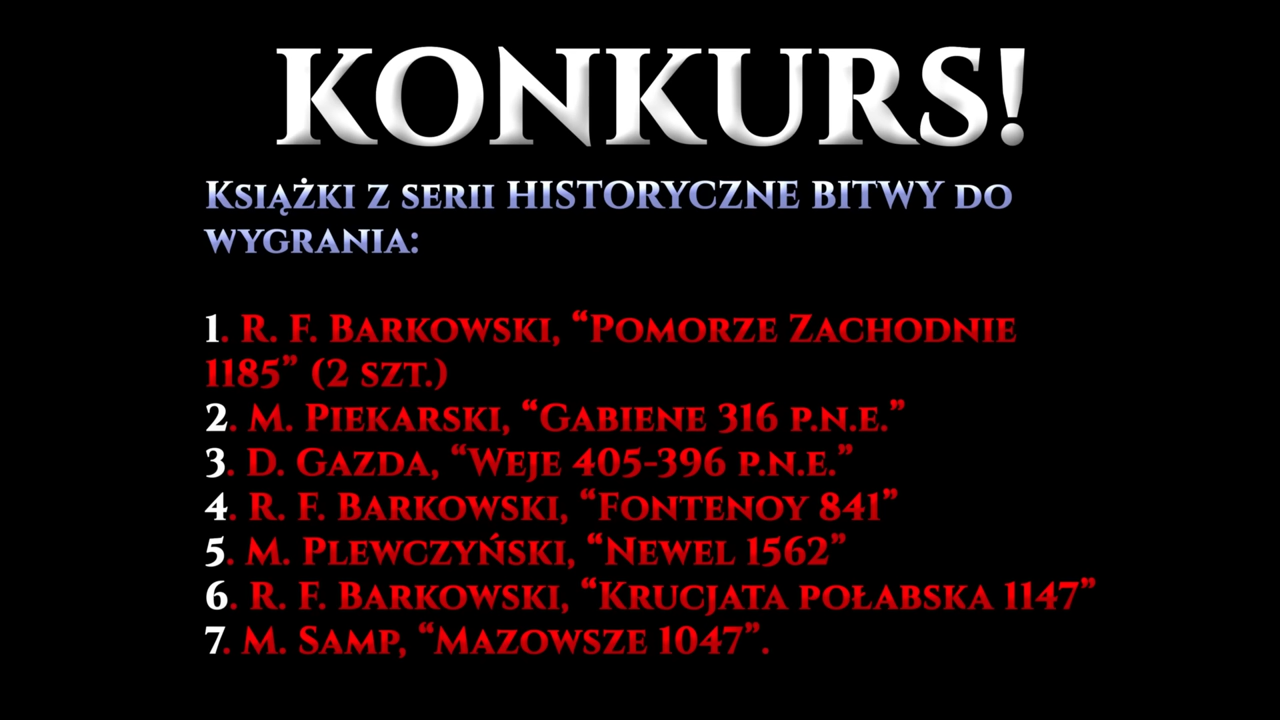 KONKURS!
Książki z serii HISTORYCZNE BITWY do
wygrania:
1. R. F. Barkowski, “Pomorze Zachodnie
1185” (2 szt.)
2. M. Piekarski, “Gabiene 316 p.n.e.”
3. D. Gazda, “Weje 405-396 p.n.e.”
4. R. F. Barkowski, “Fontenoy 841”
5. M. Plewczyński, “Newel 1562”
6. R. F. Barkowski, “Krucjata połabska 1147”
7. M. Samp, “Mazowsze 1047”.